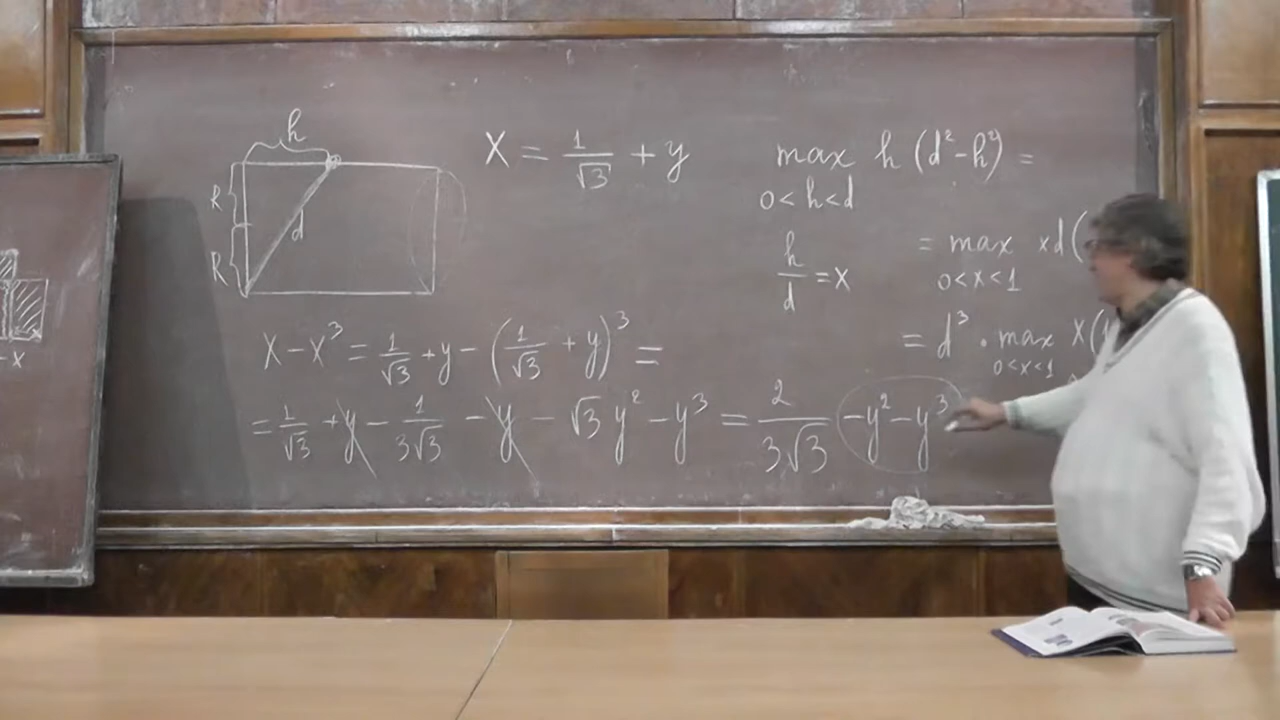 h
R
R
d
X = 1/√3 + y
max h (d² - h²) =
0 < h < d
h/d = X
= max xd(
0 < x < 1
= d³ · max X(
0 < x < 1
X - X³ = 1/√3 + y - (1/√3 + y)³ =
= 1/√3 + y - 1/3√3 - y - √3 y² - y³ = 2/3√3 - y² - y³
- x